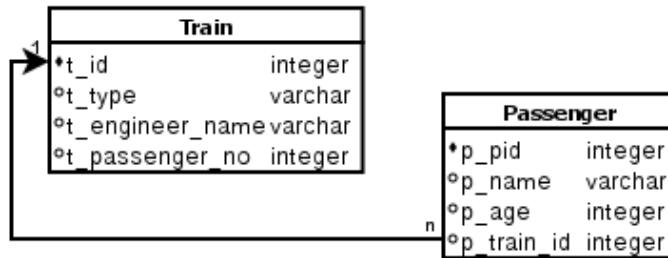 Train
1
t_id integer
t_type varchar
t_engineer_name varchar
t_passenger_no integer
Passenger
p_pid integer
p_name varchar
p_age integer
n
p_train_id integer